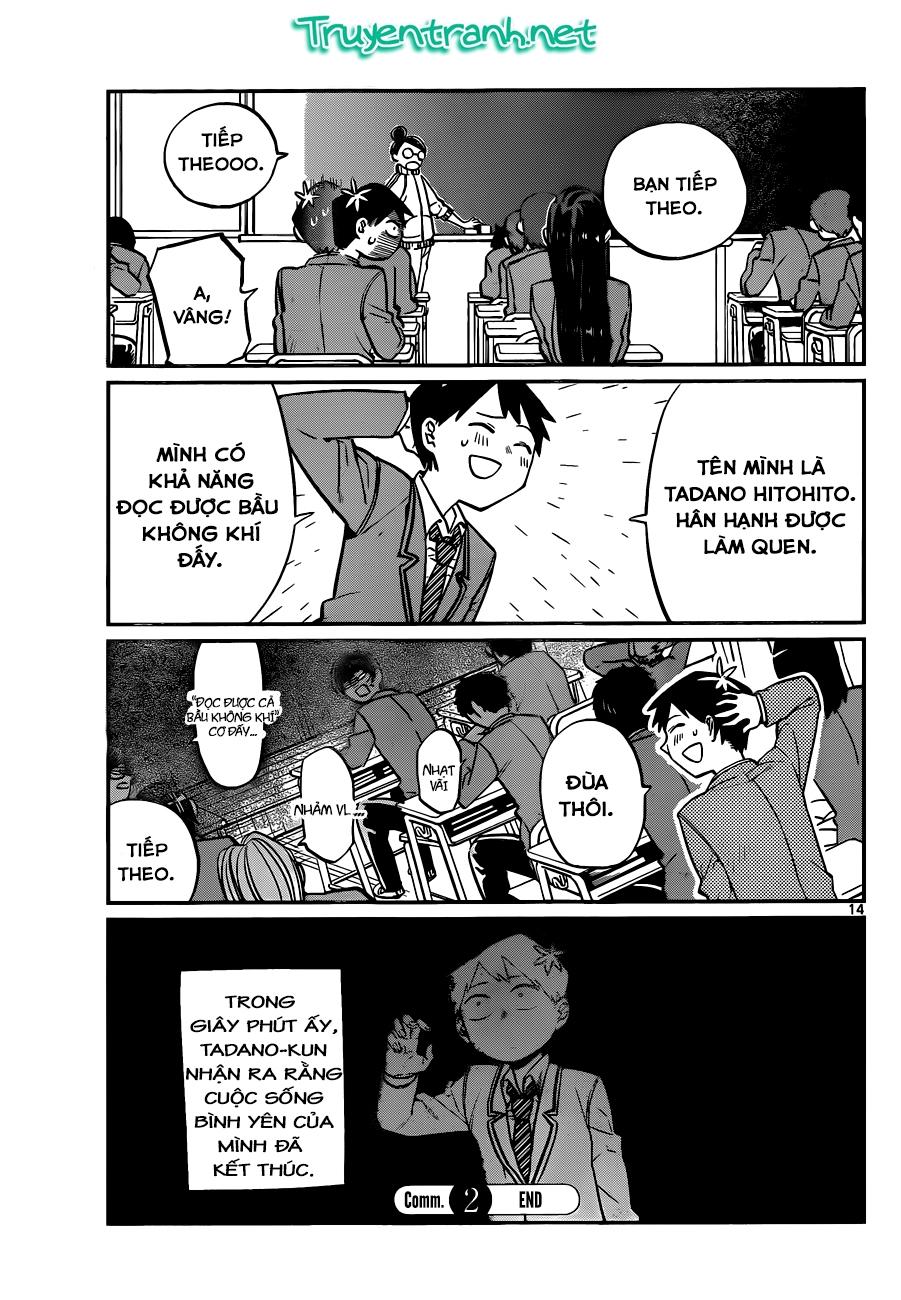 Truyentranh.net
BẠN TIẾP
THEO.
TIẾP
THEOOO.
A,
VÂNG!
TÊN MÌNH LÀ
TADANO HITOHITO.
HÂN HẠNH ĐƯỢC
LÀM QUEN.
MÌNH CÓ
KHẢ NĂNG
ĐỌC ĐƯỢC BẦU
KHÔNG KHÍ
ĐẤY.
ĐÙA
THÔI.
NHẠT
VÃI
NHẢM VL...
"ĐỌC ĐƯỢC CẢ
BẦU KHÔNG KHÍ"
CƠ ĐẤY...
TIẾP
THEO.
14
TRONG
GIÂY PHÚT ẤY,
TADANO-KUN
NHẬN RA RẰNG
CUỘC SỐNG
BÌNH YÊN CỦA
MÌNH ĐÃ
KẾT THÚC.
Comm. 2 END